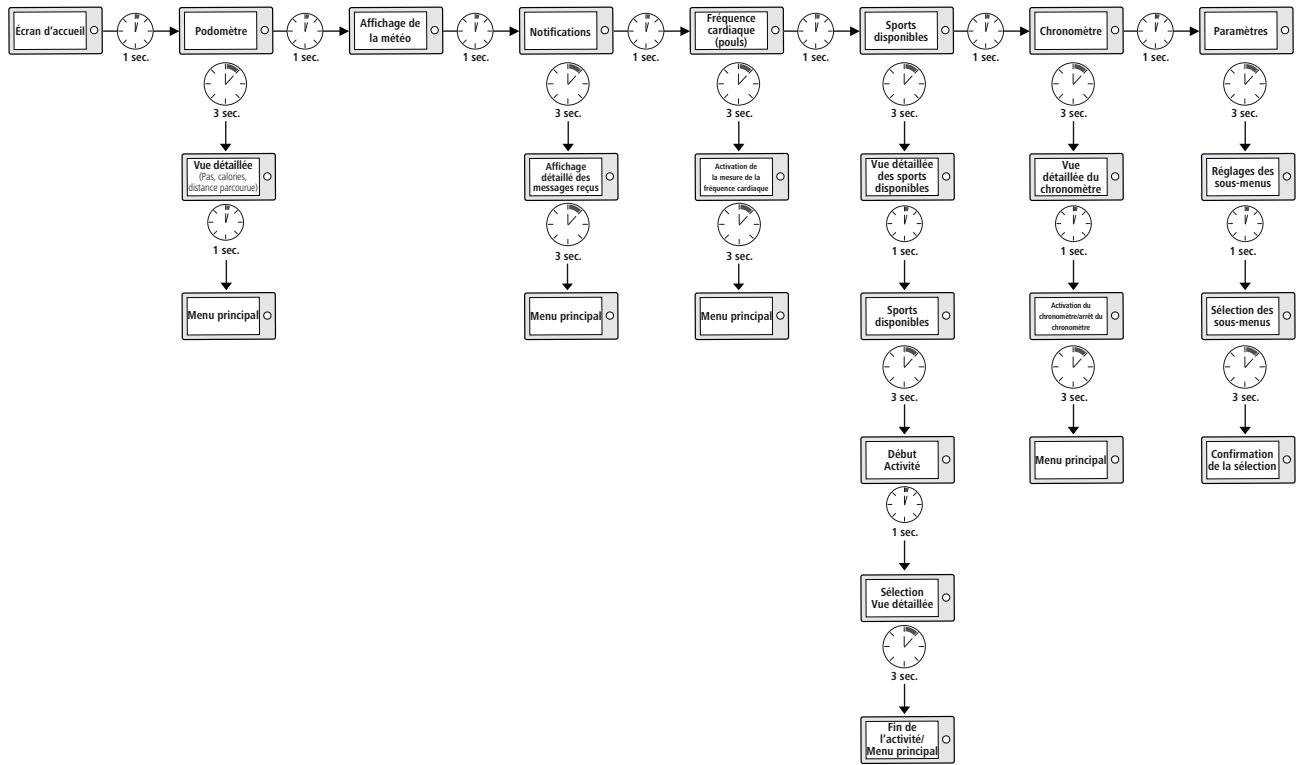 Écran d'accueil
1 sec.
Podomètre
1 sec.
Affichage de
la météo
1 sec.
Notifications
1 sec.
Fréquence
cardiaque
(pouls)
1 sec.
Sports
disponibles
1 sec.
Chronomètre
1 sec.
Paramètres
3 sec.
3 sec.
3 sec.
3 sec.
3 sec.
3 sec.
Vue détaillée
(Pas, calories,
distance parcourue)
Affichage
détaillé des
messages reçus
Activation de
la mesure de la
fréquence cardiaque
Vue détaillée
des sports
disponibles
Vue
détaillée du
chronomètre
Réglages des
sous-menus
1 sec.
3 sec.
3 sec.
1 sec.
1 sec.
1 sec.
Menu principal
Menu principal
Menu principal
Sports
disponibles
Activation du
chronomètre/arrêt du
chronomètre
Sélection des
sous-menus
3 sec.
3 sec.
3 sec.
Début
Activité
Menu principal
Confirmation
de la sélection
1 sec.
Sélection
Vue détaillée
3 sec.
Fin de
l'activité/
Menu principal